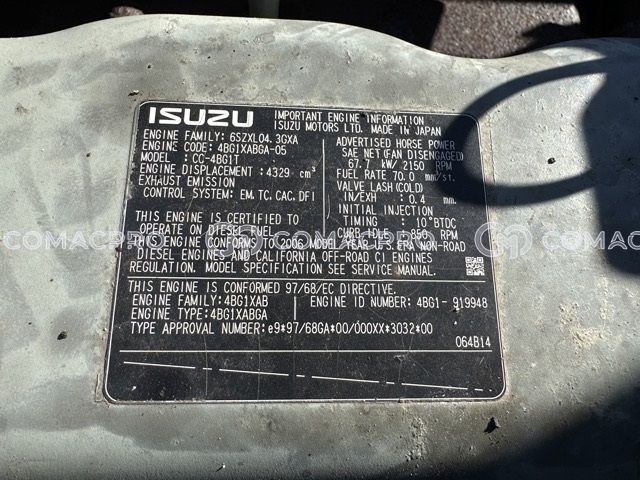 ISUZU
IMPORTANT ENGINE INFORMATION
ISUZU MOTORS LTD. MADE IN JAPAN
ENGINE FAMILY: 6SZXL04.3GXA
ENGINE CODE: 4BG1XABGA-05
MODEL: CC-4BG1T
ENGINE DISPLACEMENT: 4329 cm³
EXHAUST EMISSION
CONTROL SYSTEM: EM,TC,CAC,DFI
ADVERTISED HORSE POWER
SAE NET(FAN DISENGAGED)
67.7 kW/ 2150 RPM
FUEL RATE 70.0 mm³/st.
VALVE LASH(COLD)
IN/EXH : 0.4 mm.
INITIAL INJECTION
TIMING : 10°BTDC
CURB IDLE : 850 RPM
THIS ENGINE IS CERTIFIED TO
OPERATE ON DIESEL FUEL.
THIS ENGINE CONFORMS TO 2006 MODEL YEAR U.S EPA NON-ROAD
DIESEL ENGINES AND CALIFORNIA OFF-ROAD CI ENGINES
REGULATION. MODEL SPECIFICATION SEE SERVICE MANUAL.
THIS ENGINE IS CONFORMED 97/68/EC DIRECTIVE.
ENGINE FAMILY:4BG1XAB
ENGINE ID NUMBER: 4BG1- 919948
ENGINE TYPE:4BG1XABGA
TYPE APPROVAL NUMBER:e9*97/68GA*00/000XX*3032*00
064B14
COMACPRO
COMACPRO
COMACPRO